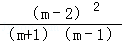 （m－2） 2
（m+1） （m－1）